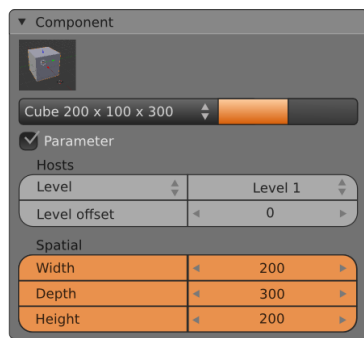 Component
Cube 200 x 100 x 300
Parameter
Hosts
Level Level 1
Level offset 0
Spatial
Width 200
Depth 300
Height 200